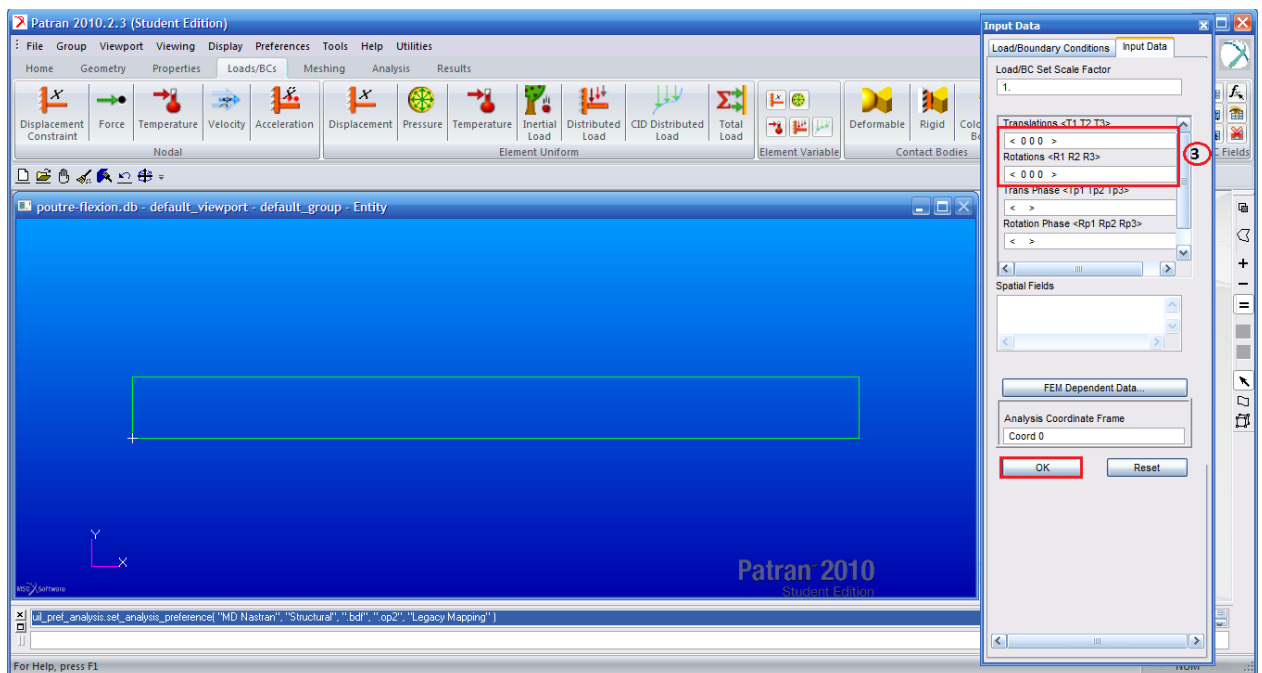 Patran 2010.2.3 (Student Edition)
File Group Viewport Viewing Display Preferences Tools Help Utilities
Home Geometry Properties Loads/BCs Meshing Analysis Results
Displacement Constraint
Force
Temperature
Velocity
Acceleration
Nodal
Displacement
Pressure
Temperature
Inertial Load
Distributed Load
CID Distributed Load
Total Load
Element Uniform
Element Variable
Deformable
Rigid
Contact Bodies
Fields
poutre-flexion.db - default_viewport - default_group - Entity
Y
X
MSC Software
Patran 2010
Student Edition
uil_pref_analysis.set_analysis_preference( "MD Nastran", "Structural", ".bdf", ".op2", "Legacy Mapping" )
For Help, press F1
NUM
Input Data
Load/Boundary Conditions Input Data
Load/BC Set Scale Factor
1.
Translations <T1 T2 T3>
< 0 0 0 >
Rotations <R1 R2 R3>
< 0 0 0 >
3
Trans Phase <Tp1 Tp2 Tp3>
< >
Rotation Phase <Rp1 Rp2 Rp3>
< >
Spatial Fields
FEM Dependent Data...
Analysis Coordinate Frame
Coord 0
OK Reset